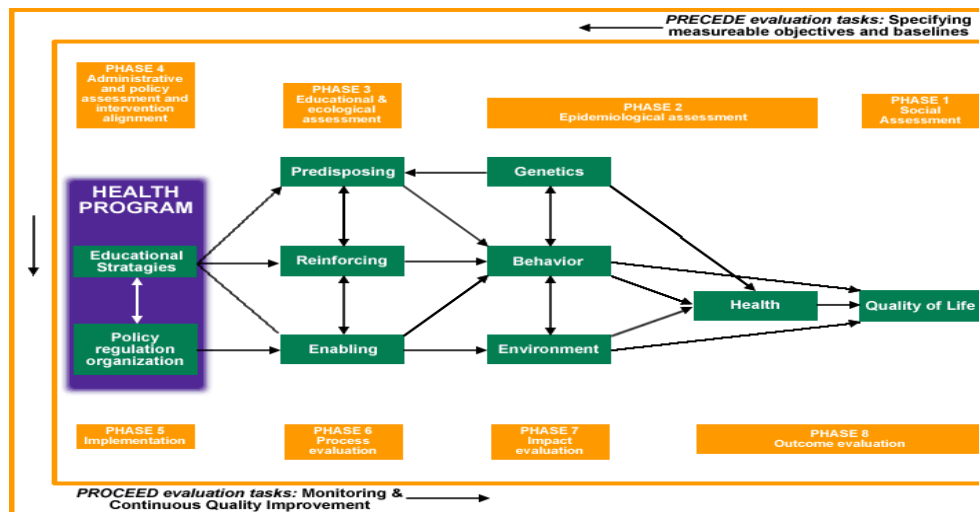 PRECEDE evaluation tasks: Specifying
measureable objectives and baselines
PHASE 4
Administrative
and policy
assessment and
intervention
alignment
PHASE 3
Educational &
ecological
assessment
PHASE 2
Epidemiological assessment
PHASE 1
Social
Assessment
HEALTH
PROGRAM
Predisposing
Genetics
Educational
Stratagies
Reinforcing
Behavior
Health
Quality of Life
Policy
regulation
organization
Enabling
Environment
PHASE 5
Implementation
PHASE 6
Process
evaluation
PHASE 7
Impact
evaluation
PHASE 8
Outcome evaluation
PROCEED evaluation tasks: Monitoring &
Continuous Quality Improvement